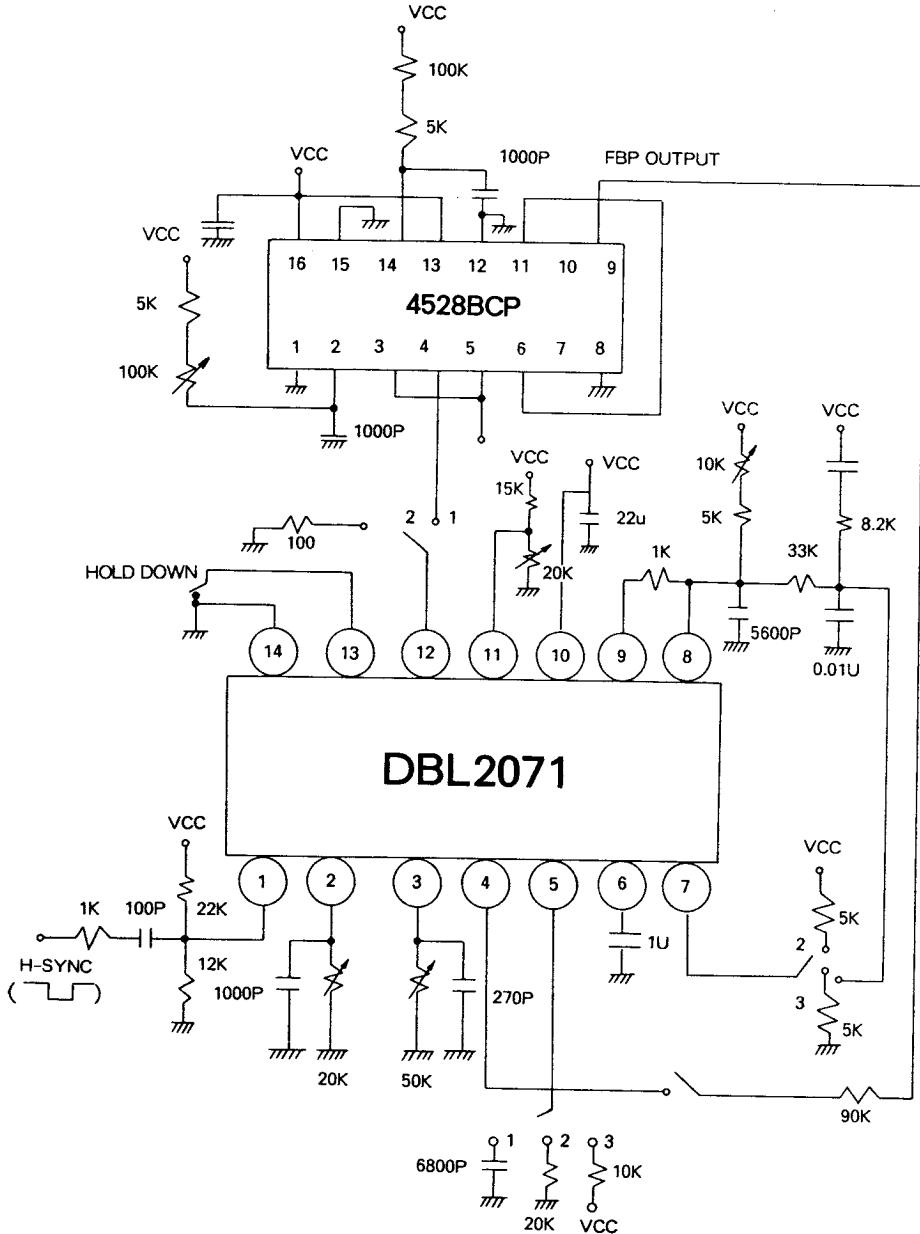 VCC
100K
5K
1000P
FBP OUTPUT
VCC
VCC
16 15 14 13 12 11 10 9
4528BCP
1 2 3 4 5 6 7 8
5K
100K
1000P
VCC
VCC
VCC
VCC
15K
22u
10K
5K
8.2K
2 1
100
20K
1K
33K
HOLD DOWN
5600P
0.01U
14 13 12 11 10 9 8
DBL2071
1 2 3 4 5 6 7
VCC
22K
1K
100P
12K
H-SYNC
( )
1000P
20K
50K
270P
1U
VCC
5K
2
3
5K
90K
1 2 3
6800P
20K
10K
VCC